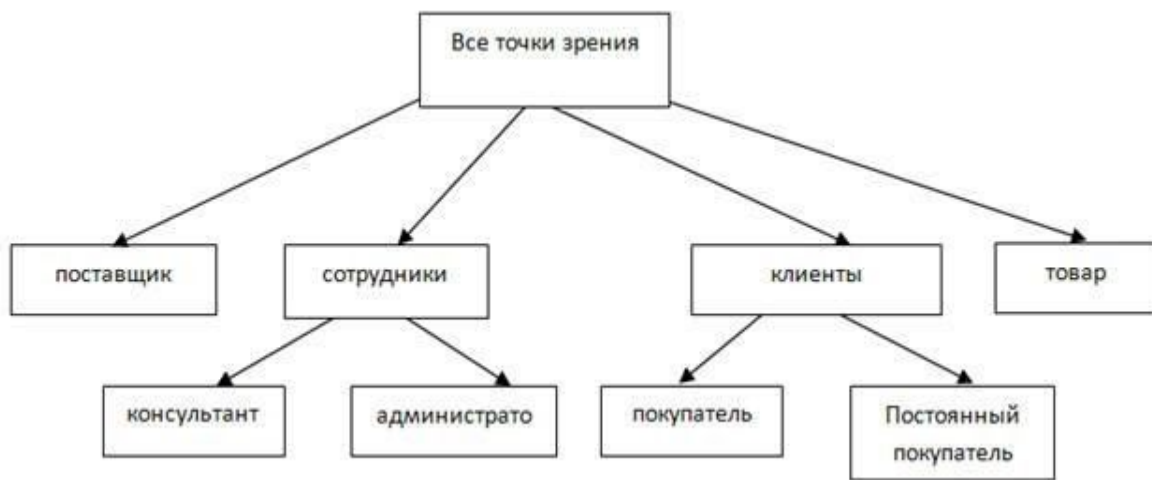 Все точки зрения
поставщик
сотрудники
клиенты
товар
консультант
администрато
покупатель
Постоянный
покупатель